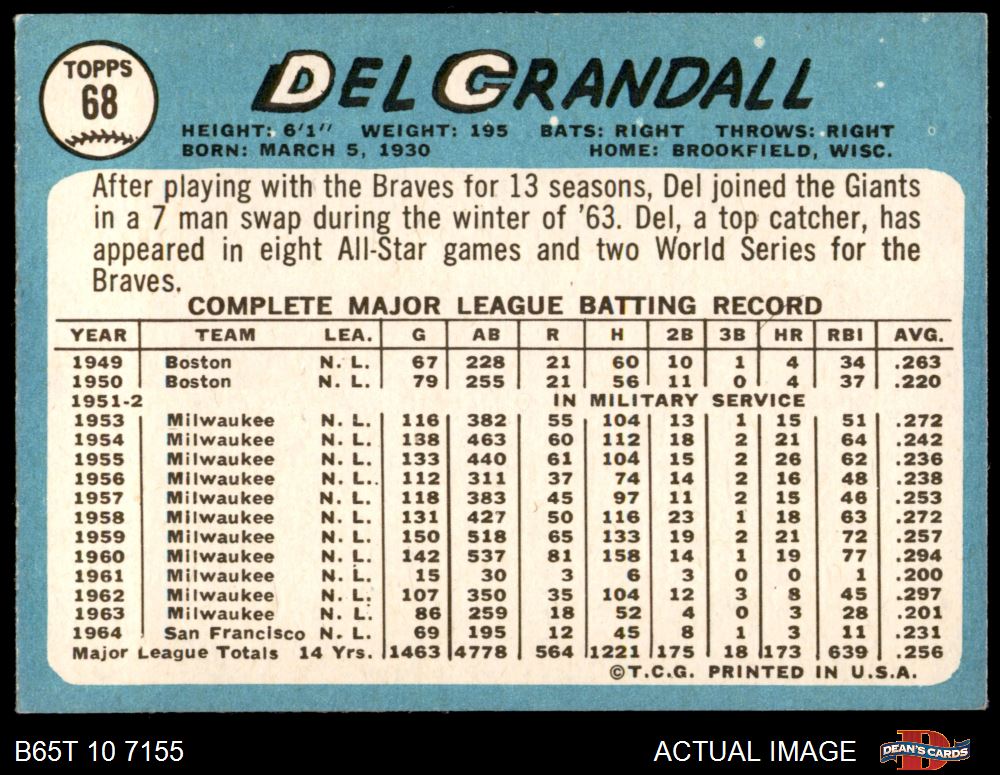 TOPPS
68
DEL CRANDALL
HEIGHT: 6'1" WEIGHT: 195 BATS: RIGHT THROWS: RIGHT
BORN: MARCH 5, 1930 HOME: BROOKFIELD, WISC.
After playing with the Braves for 13 seasons, Del joined the Giants
in a 7 man swap during the winter of '63. Del, a top catcher, has
appeared in eight All-Star games and two World Series for the
Braves.
COMPLETE MAJOR LEAGUE BATTING RECORD
YEAR TEAM LEA. G AB R H 2B 3B HR RBI AVG.
1949 Boston N. L. 67 228 21 60 10 1 4 34 .263
1950 Boston N. L. 79 255 21 56 11 0 4 37 .220
1951-2 IN MILITARY SERVICE
1953 Milwaukee N. L. 116 382 55 104 13 1 15 51 .272
1954 Milwaukee N. L. 138 463 60 112 18 2 21 64 .242
1955 Milwaukee N. L. 133 440 61 104 15 2 26 62 .236
1956 Milwaukee N. L. 112 311 37 74 14 2 16 48 .238
1957 Milwaukee N. L. 118 383 45 97 11 2 15 46 .253
1958 Milwaukee N. L. 131 427 50 116 23 1 18 63 .272
1959 Milwaukee N. L. 150 518 65 133 19 2 21 72 .257
1960 Milwaukee N. L. 142 537 81 158 14 1 19 77 .294
1961 Milwaukee N. L. 15 30 3 6 3 0 0 1 .200
1962 Milwaukee N. L. 107 350 35 104 12 3 8 45 .297
1963 Milwaukee N. L. 86 259 18 52 4 0 3 28 .201
1964 San Francisco N. L. 69 195 12 45 8 1 3 11 .231
Major League Totals 14 Yrs. 1463 4778 564 1221 175 18 173 639 .256
©T.C.G. PRINTED IN U.S.A.
B65T 10 7155 ACTUAL IMAGE DEAN'S CARDS